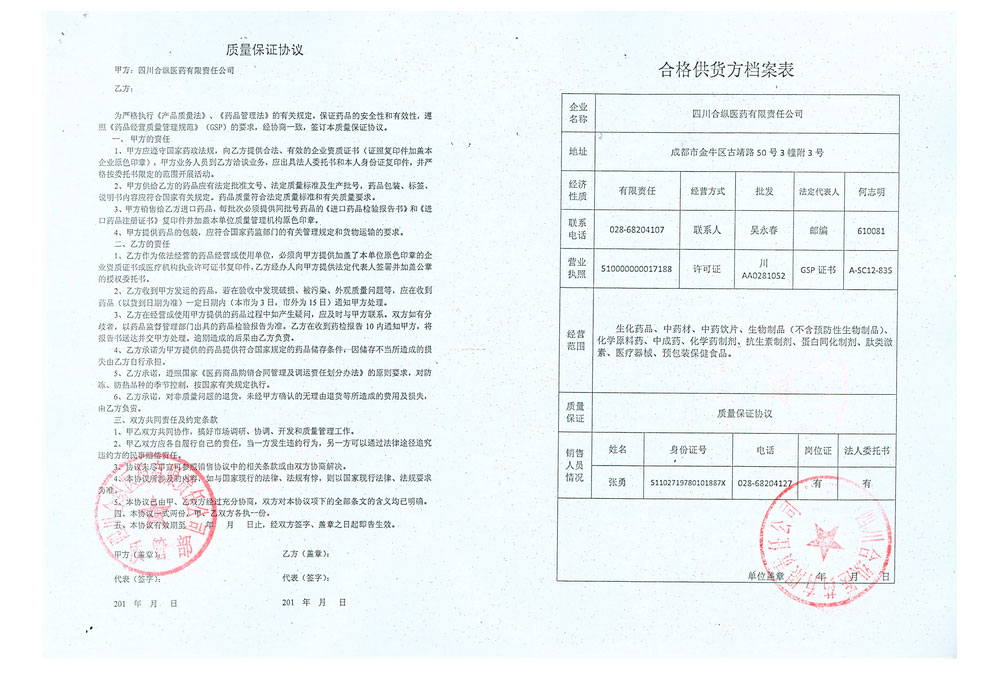 质量保证协议
甲方：四川合纵医药有限责任公司
乙方：
为严格执行《产品质量法》、《药品管理法》的有关规定，保证药品的安全性和有效性，遵
照《药品经营质量管理规范》（GSP）的要求，经协商一致，签订本质量保证协议。
一、甲方的责任
1、甲方应遵守国家药政法规，向乙方提供合法、有效的企业资质证书（证照复印件加盖本
企业原色印章），甲方业务人员到乙方洽谈业务，应出具法人委托书和本人身份证复印件，并严
格按委托书限定的范围开展活动。
2、甲方供给乙方的药品应有法定批准文号、法定质量标准及生产批号，药品包装、标签、
说明书内容应符合国家有关规定。药品质量符合法定质量标准和有关质量要求。
3、甲方销售给乙方进口药品，每批次必须提供同批号药品的《进口药品检验报告书》和《进
口药品注册证书》复印件并加盖本单位质量管理机构原色印章。
4、甲方提供药品的包装，应符合国家药监部门的有关管理规定和货物运输的要求。
二、乙方的责任
1、乙方作为依法经营的药品经营或使用单位，必须向甲方提供加盖了本单位原色印章的企
业资质证书或医疗机构执业许可证书复印件，乙方经办人向甲方提供法定代表人签署并加盖公章
的授权委托书。
2、乙方收到甲方发运的药品，若在验收中发现破损、被污染、外观质量问题等，应在收到
药品（以货到日期为准）一定日期内（本市为 3 日，市外为 15 日）通知甲方处理。
3、乙方在经营或使用甲方提供的药品过程中如产生疑问，应及时与甲方联系。双方如有分
歧者，以药品监督管理部门出具的药品检验报告为准，乙方在收到药检报告 10 内通知甲方，将
报告书送达并交甲方处理。逾期造成的后果由乙方负责。
4、乙方承诺为甲方提供的药品提供符合国家规定的药品储存条件；因储存不当所造成的损
失由乙方自行承担。
5、乙方承诺，遵照国家《医药商品购销合同管理及调运责任划分办法》的原则要求，对防
冻、防热品种的季节控制，按国家有关规定执行。
6、乙方承诺，对非质量问题的退货，未经甲方确认的无理由退货等所造成的费用及损失，
由乙方负责。
三、双方共同责任及约定条款
1、甲乙双方共同协作，搞好市场调研、协调、开发和质量管理工作。
2、甲乙双方应各自履行自己的责任，当一方发生违约行为，另一方可以通过法律途径追究
违约方的民事赔偿责任。
3、协议未尽事宜可参照销售协议中的相关条款或由双方协商解决。
4、本协议所涉及的内容，如与国家现行的法律、法规有悖，则以国家现行法律、法规要求
为准。
5、本协议已由甲、乙双方经过充分协商，双方对本协议项下的全部条文的含义均已明确。
四、本协议一式两份，甲、乙双方各执一份。
五、本协议有效期至 年 月 日止，经双方签字、盖章之日起即告生效。
甲方（盖章）： 乙方（盖章）：
代表（签字）： 代表（签字）：
201 年 月 日 201 年 月 日
合格供货方档案表
企业名称 四川合纵医药有限责任公司
地址 成都市金牛区古靖路 50 号 3 幢附 3 号
经济性质 有限责任 经营方式 批发 法定代表人 何志明
联系电话 028-68204107 联系人 吴永春 邮编 610081
营业执照 510000000017188 许可证 川AA0281052 GSP 证书 A-SC12-835
经营范围 生化药品、中药材、中药饮片、生物制品（不含预防性生物制品）、
化学原料药、中成药、化学药制剂、抗生素制剂、蛋白同化制剂、肽类激
素、医疗器械、预包装保健食品。
质量保证 质量保证协议
销售人员情况 姓名 身份证号 电话 岗位证 法人委托书
张勇 51102719780101887X 028-68204127 有 有
单位盖章 年 月 日